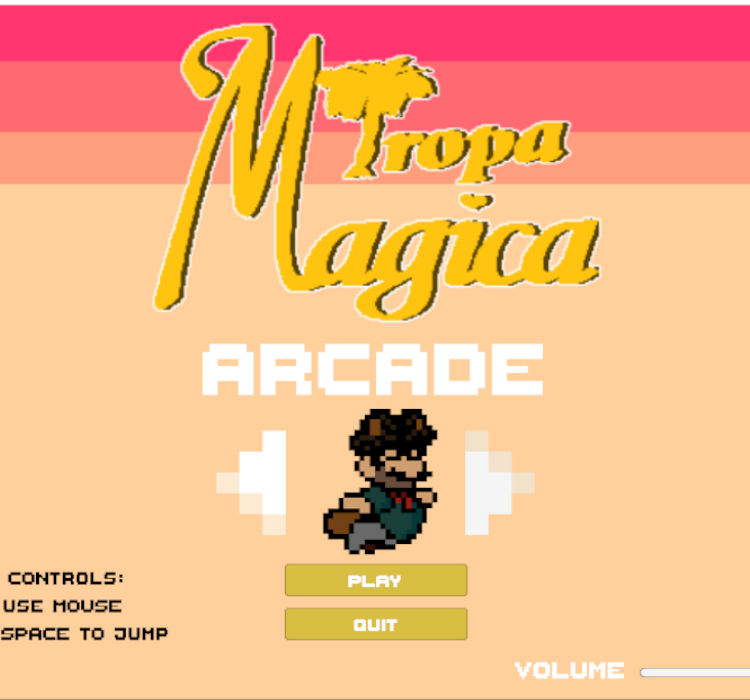 Tropa
Magica
ARCADE
CONTROLS:
USE MOUSE
SPACE TO JUMP
PLAY
QUIT
VOLUME